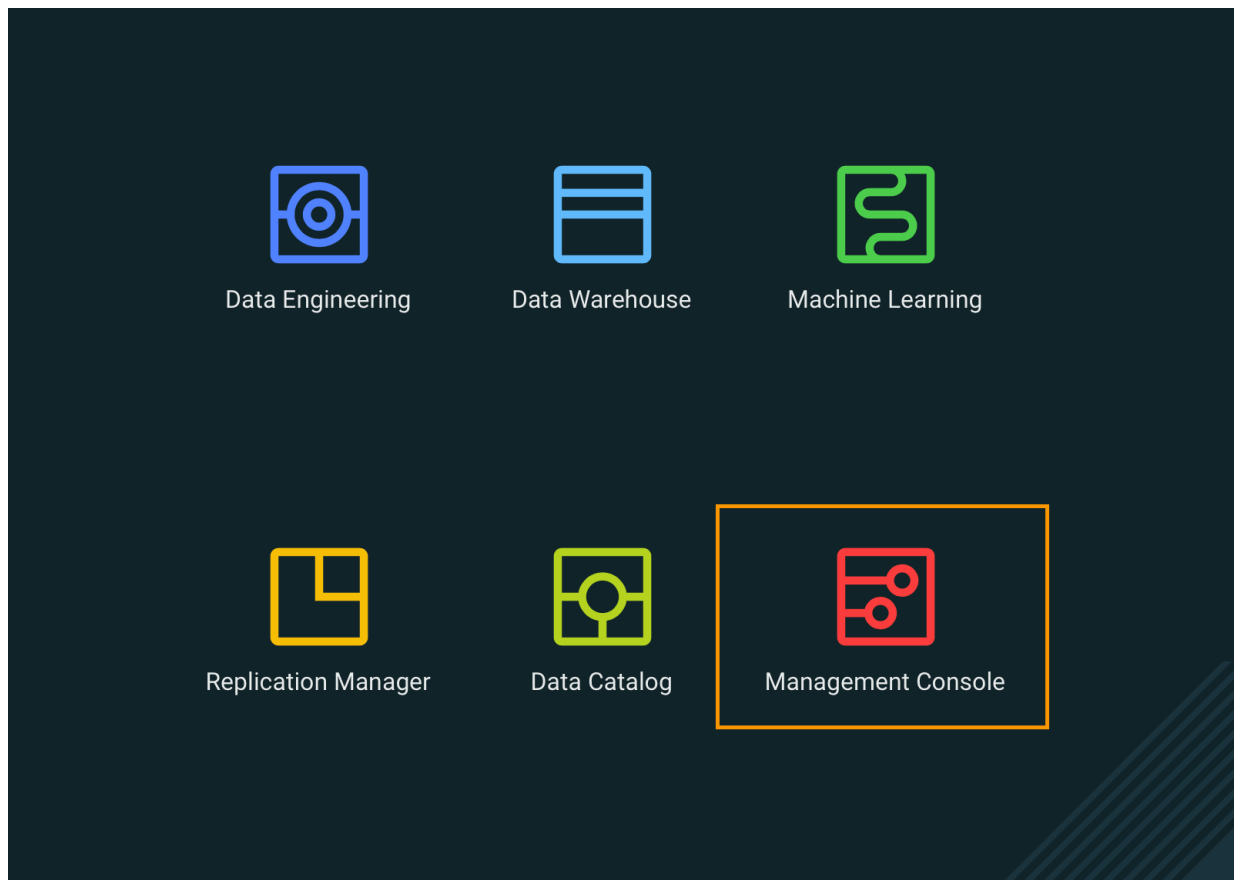 Data Engineering
Data Warehouse
Machine Learning
Replication Manager
Data Catalog
Management Console